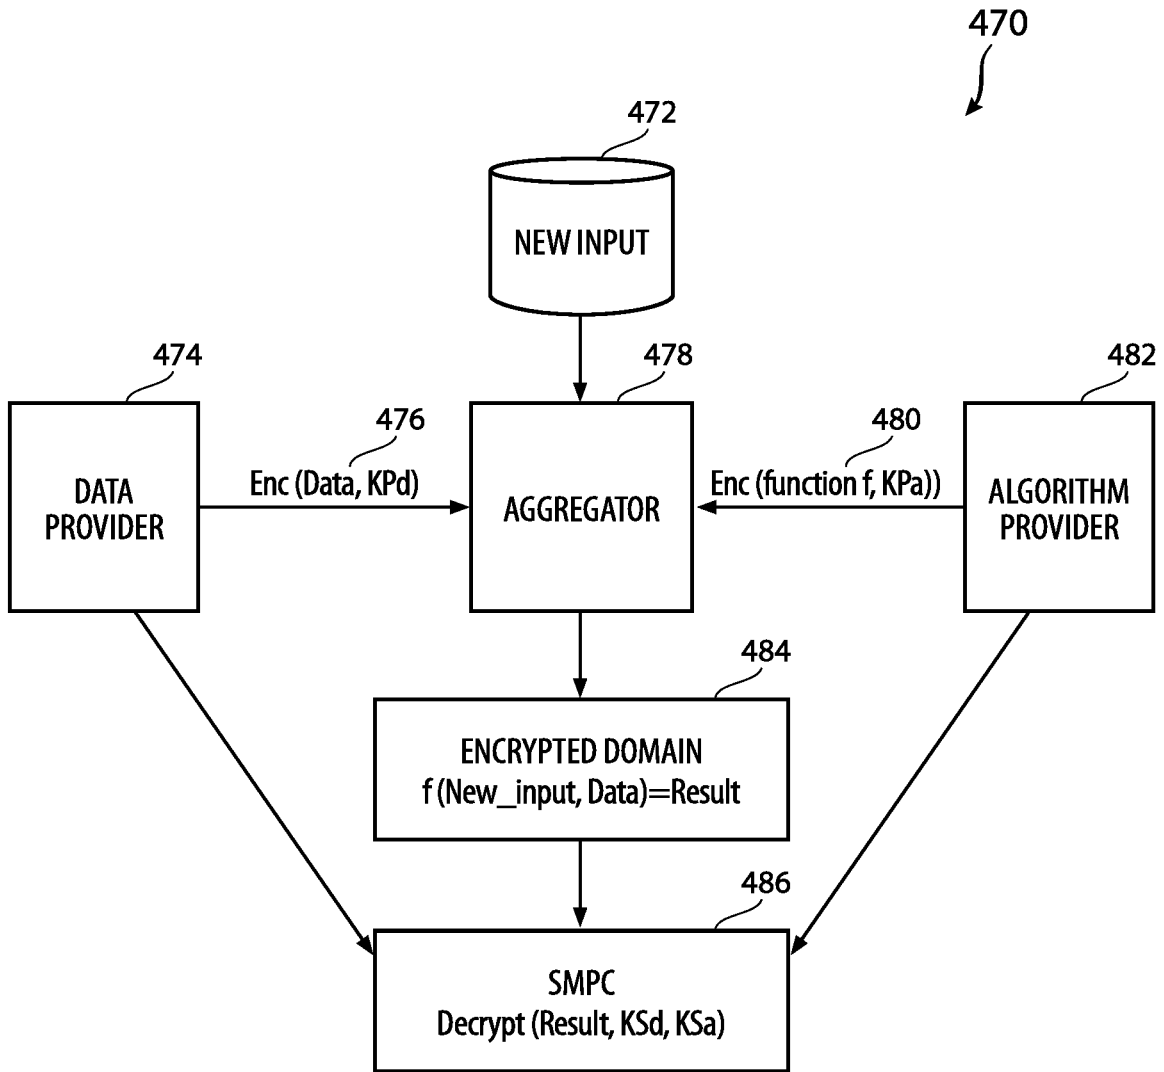 470
472
NEW INPUT
474
478
482
476
480
Enc (Data, KPd)
Enc (function f, KPa))
DATA
PROVIDER
AGGREGATOR
ALGORITHM
PROVIDER
484
ENCRYPTED DOMAIN
f (New_input, Data)=Result
486
SMPC
Decrypt (Result, KSd, KSa)